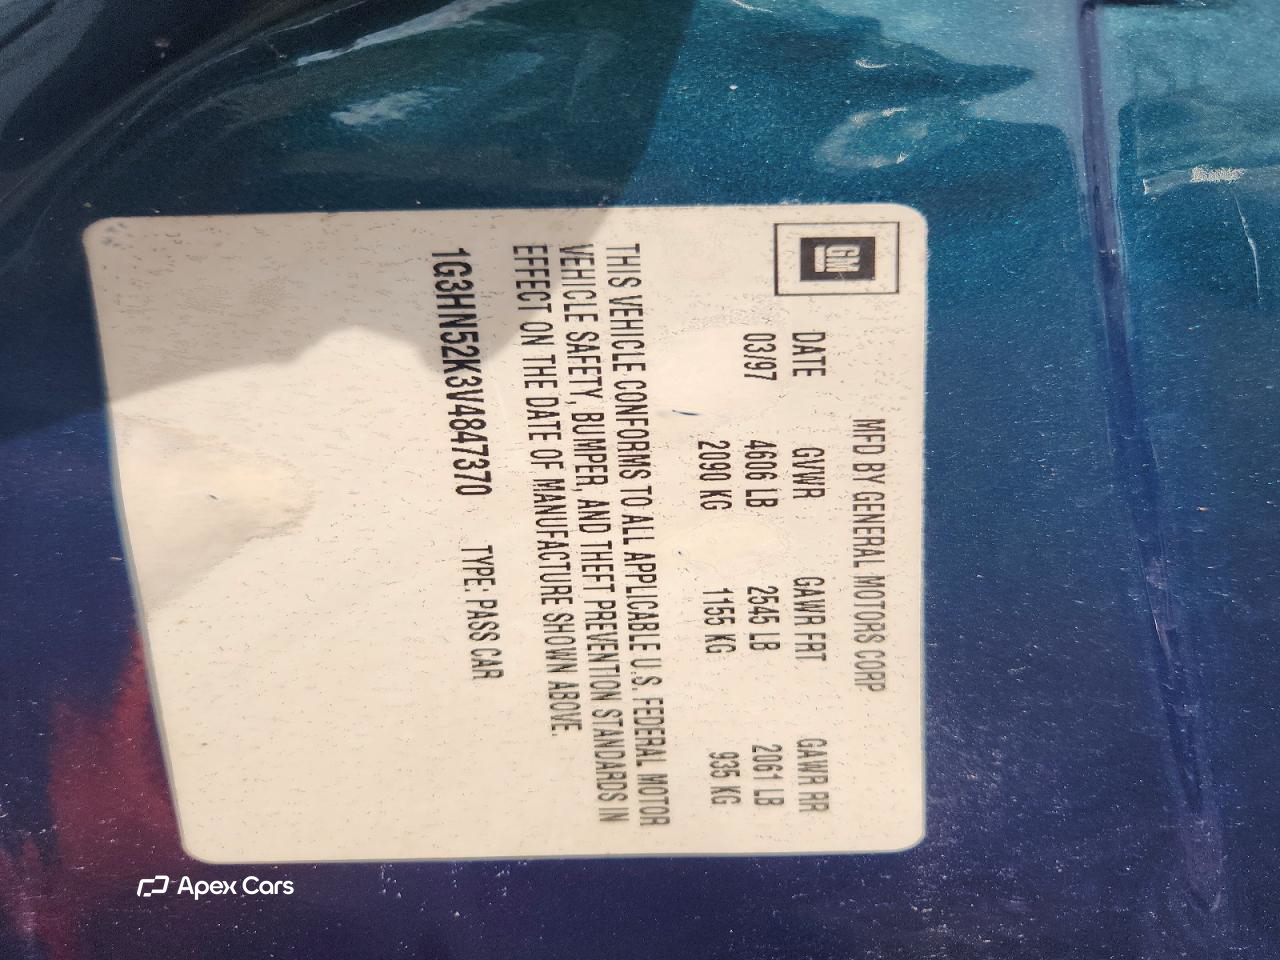 GM
MFD BY GENERAL MOTORS CORP
DATE GVWR GAWR FRT GAWR RR
03/97 4606 LB 2545 LB 2061 LB
2090 KG 1155 KG 935 KG
THIS VEHICLE CONFORMS TO ALL APPLICABLE U.S. FEDERAL MOTOR
VEHICLE SAFETY, BUMPER, AND THEFT PREVENTION STANDARDS IN
EFFECT ON THE DATE OF MANUFACTURE SHOWN ABOVE.
1G3HN52K3V4847370 TYPE: PASS CAR
Apex Cars